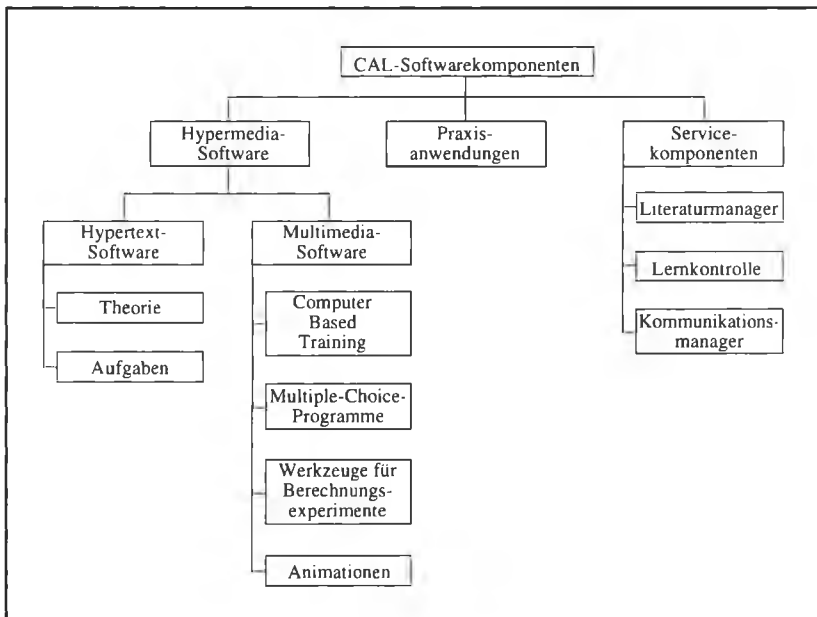 CAL-Softwarekomponenten
Hypermedia-
Software
Praxis-
anwendungen
Service-
komponenten
Hypertext-
Software
Theorie
Aufgaben
Multimedia-
Software
Computer
Based
Training
Multiple-Choice-
Programme
Werkzeuge für
Berechnungs-
experimente
Animationen
Literaturmanager
Lernkontrolle
Kommunikations-
manager